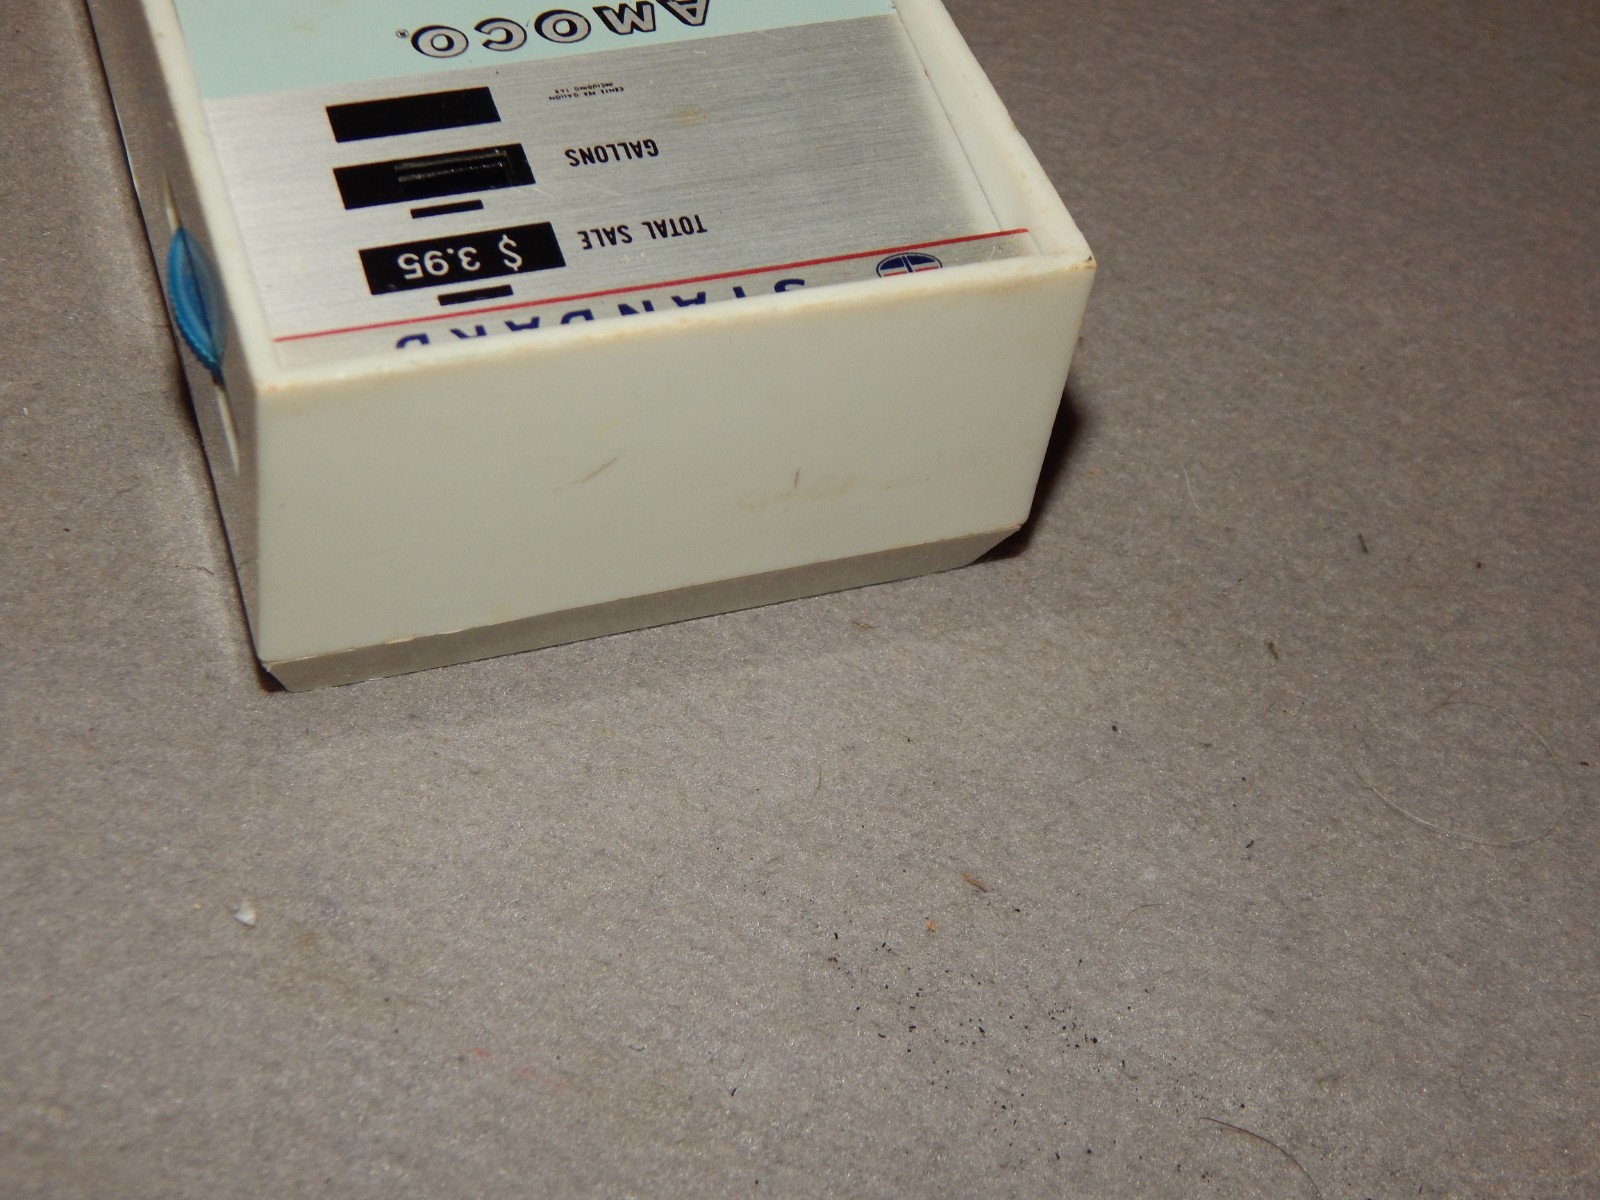 STANDARD
$ 3.95 TOTAL SALE
GALLONS
CENTS PER GALLON
INCLUDING TAX
AMOCO®